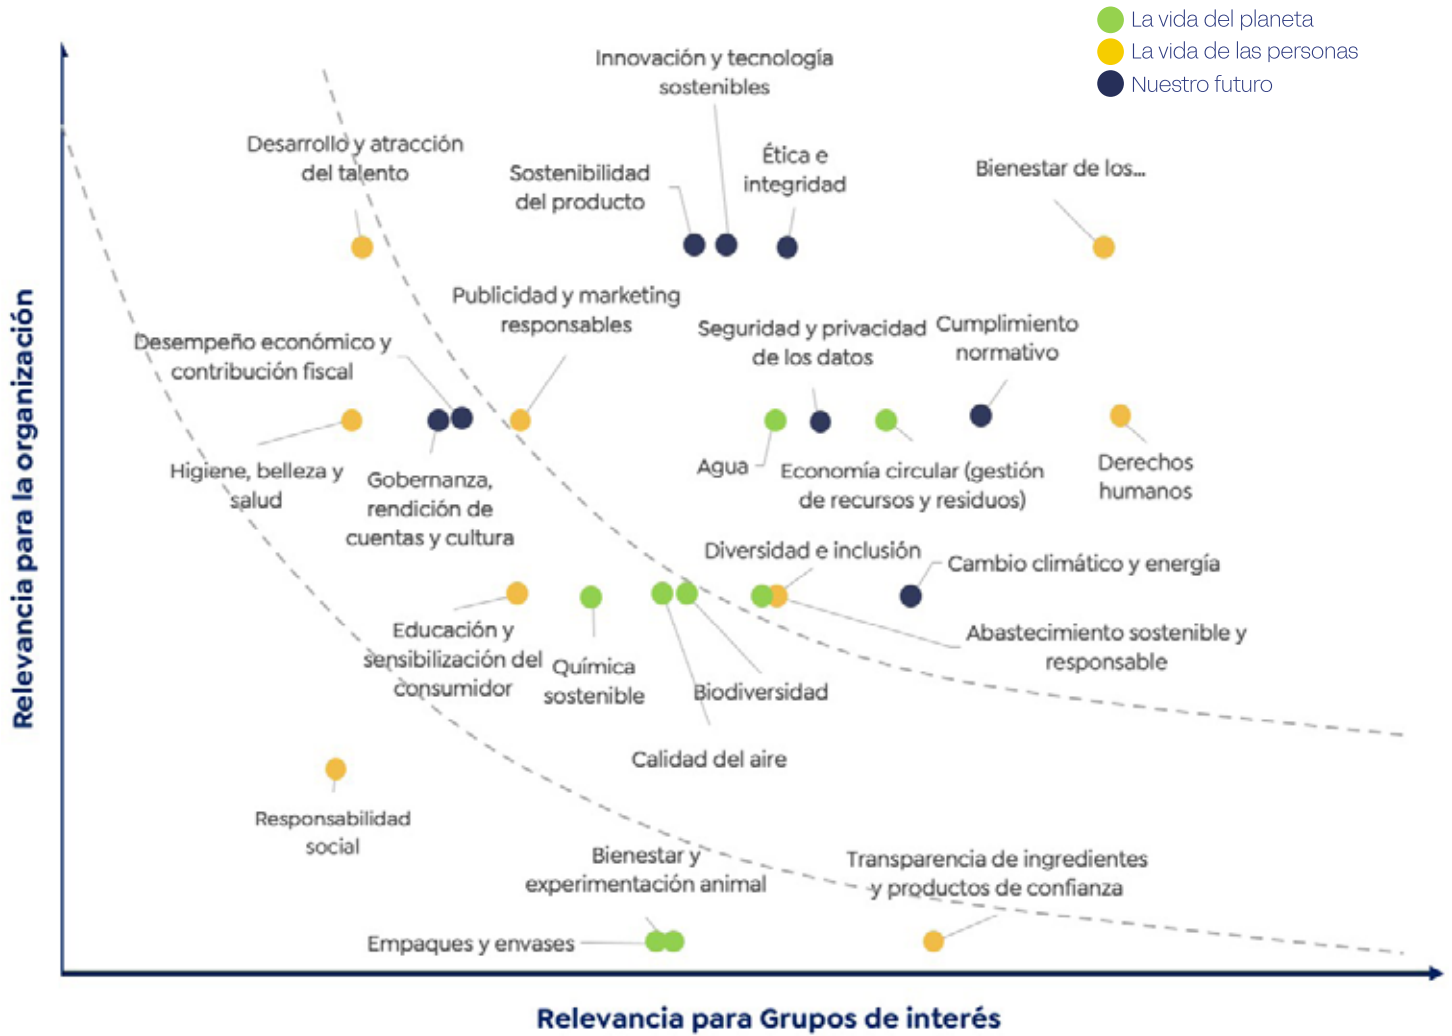 La vida del planeta
La vida de las personas
Nuestro futuro
Innovación y tecnología
sostenibles
Desarrollo y atracción
del talento
Sostenibilidad
del producto
Ética e
integridad
Bienestar de los...
Publicidad y marketing
responsables
Desempeño económico y
contribución fiscal
Seguridad y privacidad
de los datos
Cumplimiento
normativo
Higiene, belleza y
salud
Gobernanza,
rendición de
cuentas y cultura
Agua
Economía circular (gestión
de recursos y residuos)
Derechos
humanos
Diversidad e inclusión
Cambio climático y energía
Educación y
sensibilización del
consumidor
Química
sostenible
Biodiversidad
Abastecimiento sostenible y
responsable
Calidad del aire
Responsabilidad
social
Bienestar y
experimentación animal
Transparencia de ingredientes
y productos de confianza
Empaques y envases
Relevancia para la organización
Relevancia para Grupos de interés